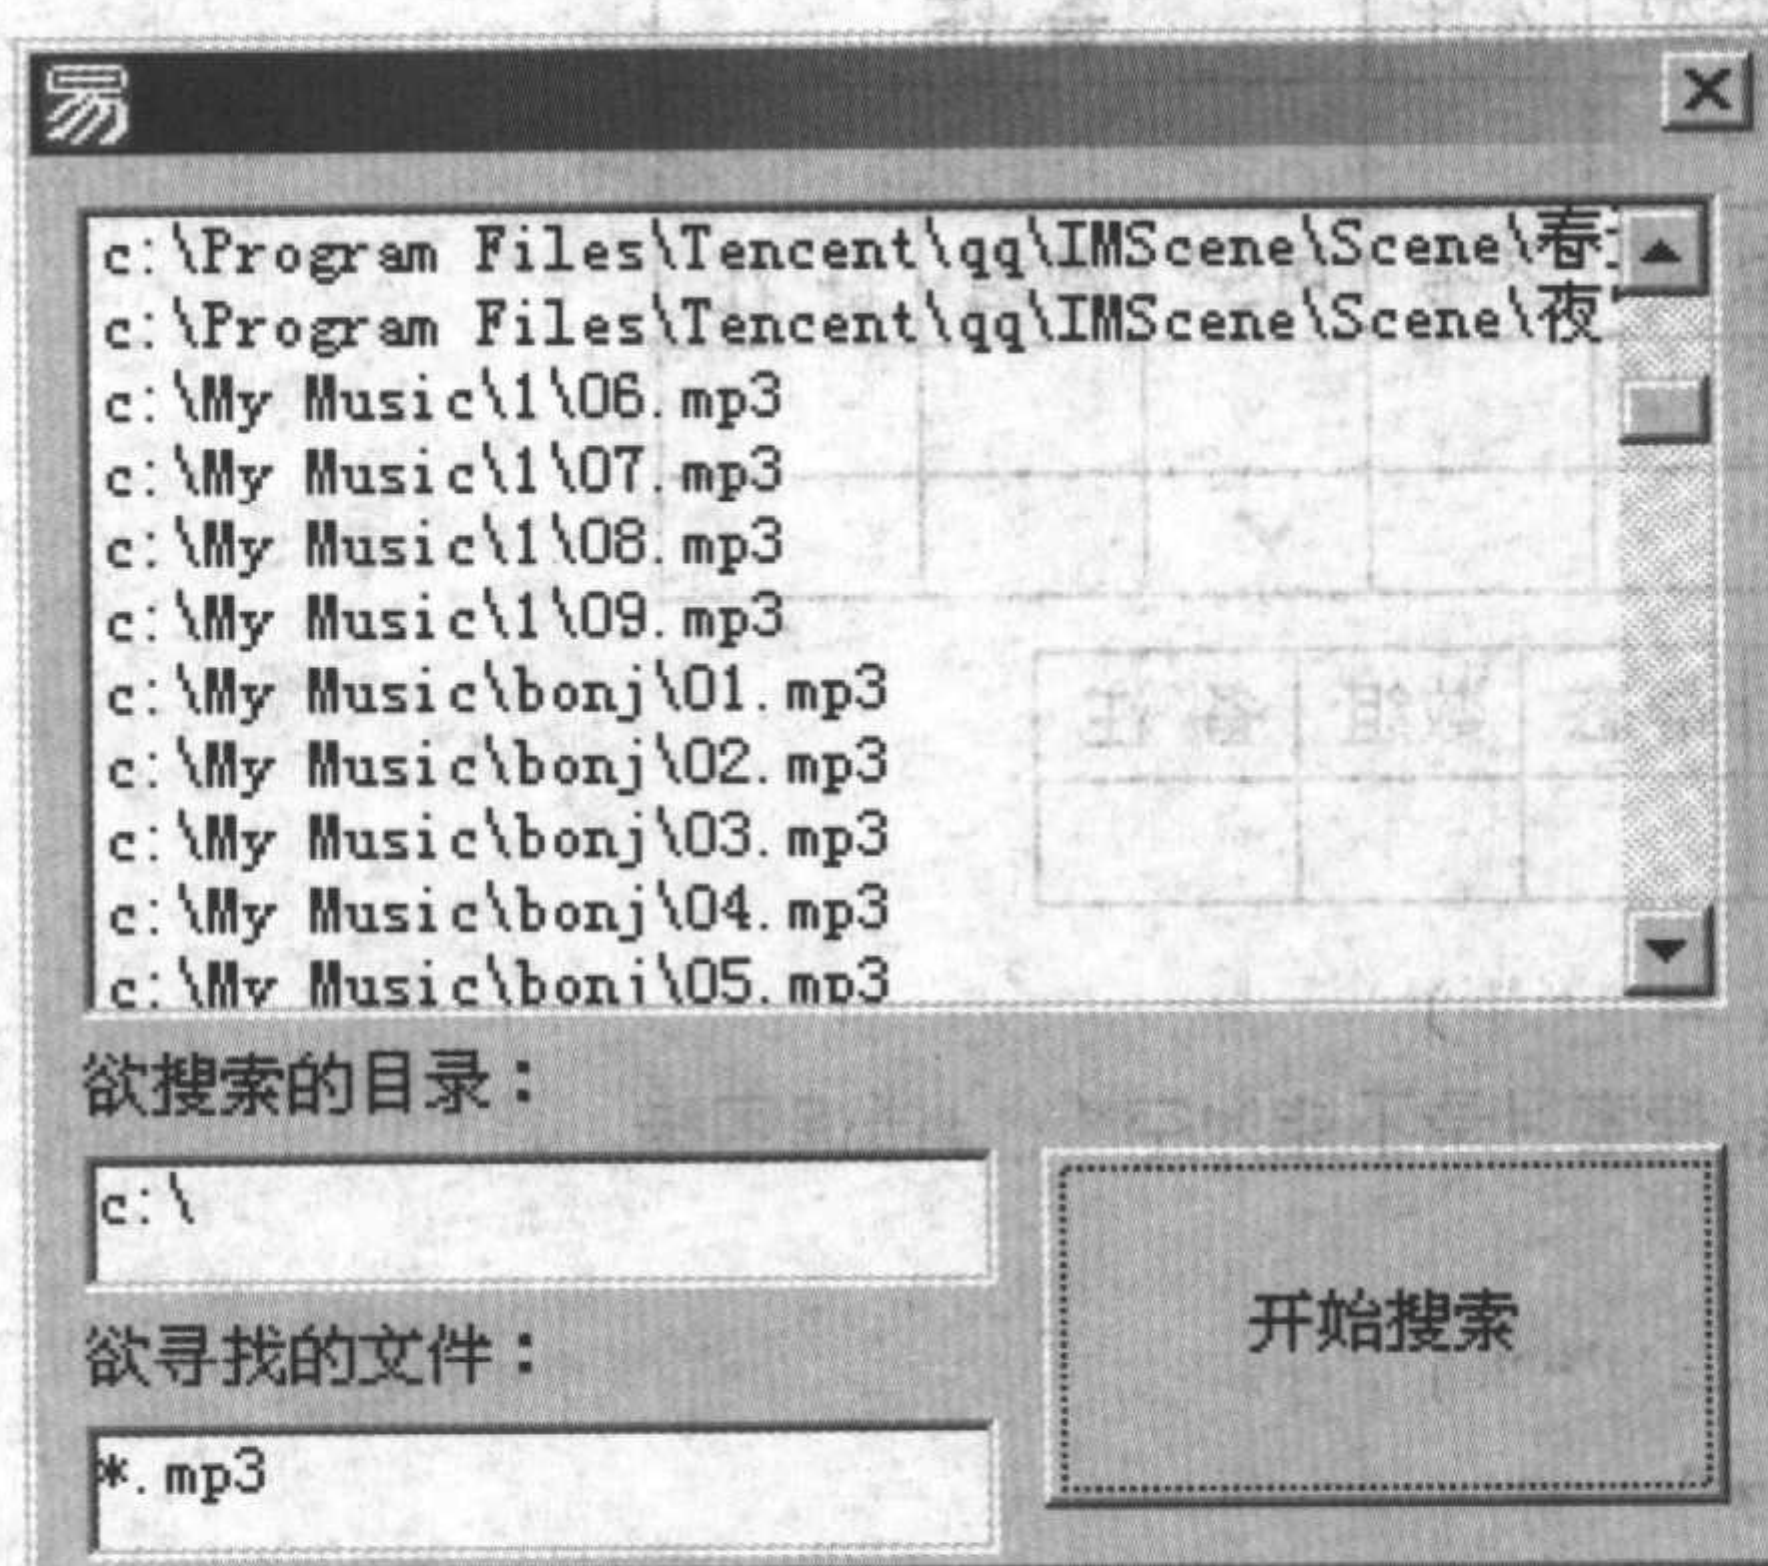 易
c:\Program Files\Tencent\qq\IMScene\Scene\春
c:\Program Files\Tencent\qq\IMScene\Scene\夜
c:\My Music\1\06.mp3
c:\My Music\1\07.mp3
c:\My Music\1\08.mp3
c:\My Music\1\09.mp3
c:\My Music\bonj\01.mp3
c:\My Music\bonj\02.mp3
c:\My Music\bonj\03.mp3
c:\My Music\bonj\04.mp3
c:\My Music\bonj\05.mp3
欲搜索的目录：
c:\
欲寻找的文件：
*.mp3
开始搜索